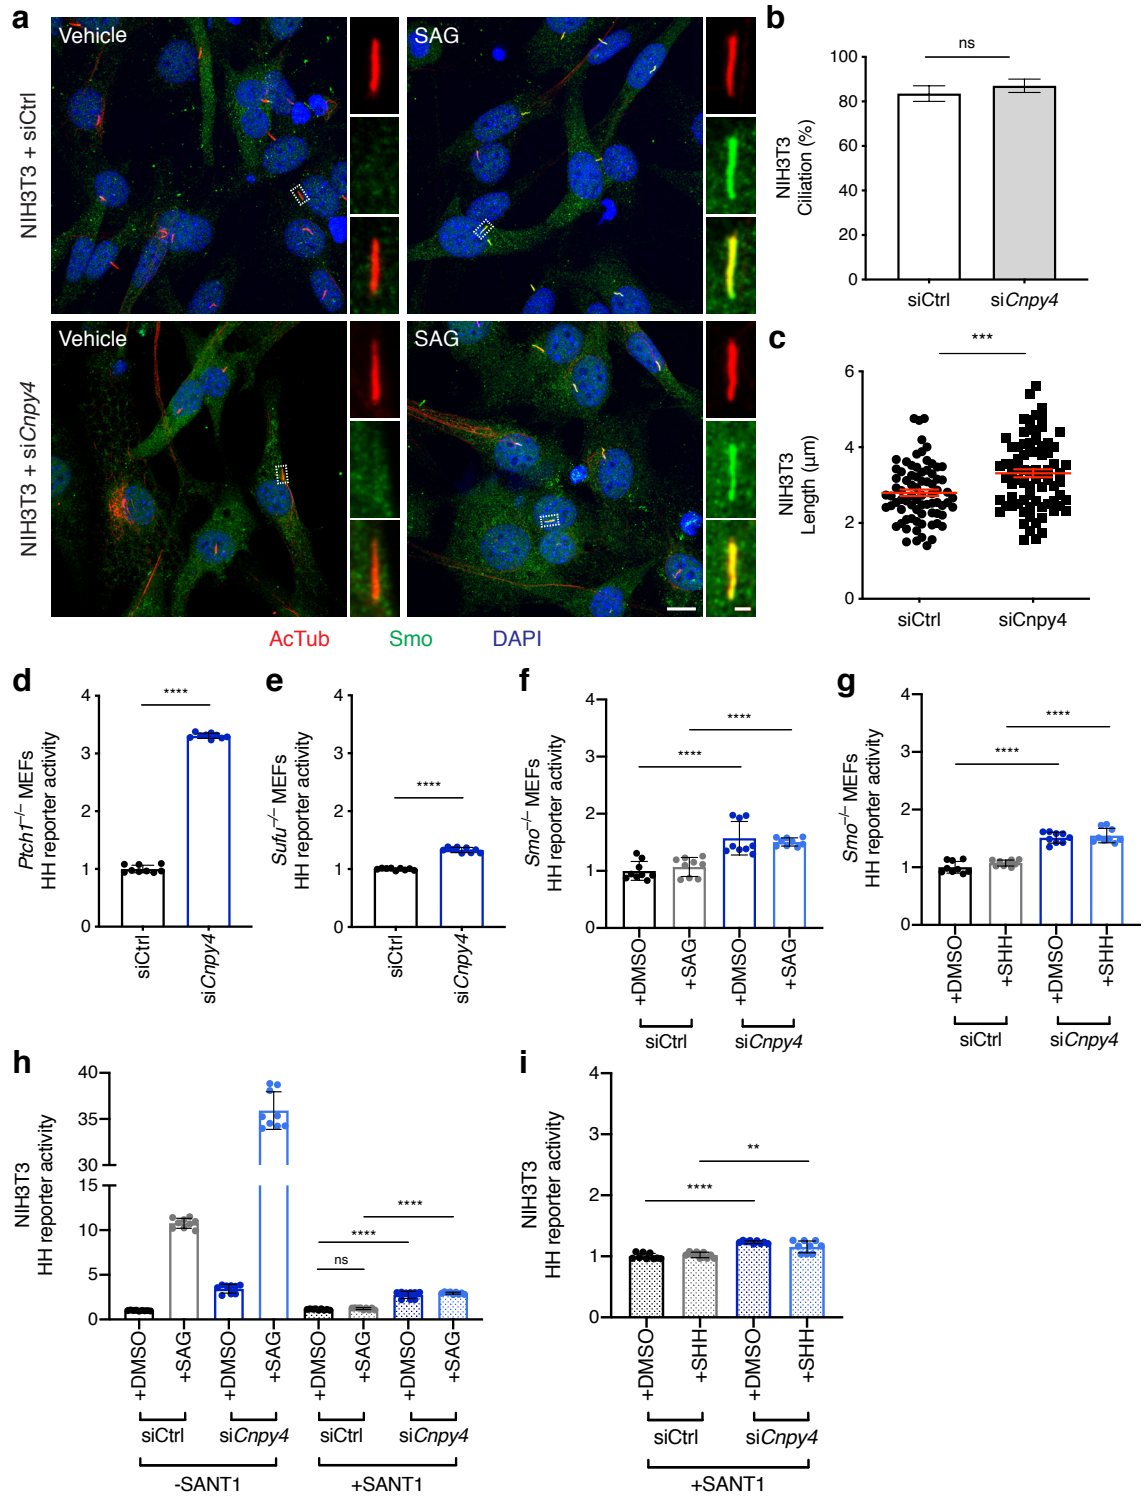 a
Vehicle
SAG
NIH3T3 + siCtrl
Vehicle
SAG
NIH3T3 + siCnpy4
AcTub Smo DAPI
b
ns
NIH3T3
Ciliation (%)
100
80
60
40
20
0
siCtrl siCnpy4
c
***
NIH3T3
Length (µm)
6
4
2
0
siCtrl siCnpy4
d
****
Ptch1–/– MEFs
HH reporter activity
4
3
2
1
0
siCtrl
siCnpy4
e
****
Sufu–/– MEFs
HH reporter activity
4
3
2
1
0
siCtrl
siCnpy4
f
****
****
Smo–/– MEFs
HH reporter activity
4
3
2
1
0
+DMSO
+SAG
+DMSO
+SAG
siCtrl siCnpy4
g
****
****
Smo–/– MEFs
HH reporter activity
4
3
2
1
0
+DMSO
+SHH
+DMSO
+SHH
siCtrl siCnpy4
h
NIH3T3
HH reporter activity
40
35
30
15
10
5
0
****
****
ns
+DMSO
+SAG
+DMSO
+SAG
+DMSO
+SAG
+DMSO
+SAG
siCtrl siCnpy4 siCtrl siCnpy4
-SANT1 +SANT1
i
NIH3T3
HH reporter activity
4
3
2
1
0
**
****
+DMSO
+SHH
+DMSO
+SHH
siCtrl siCnpy4
+SANT1